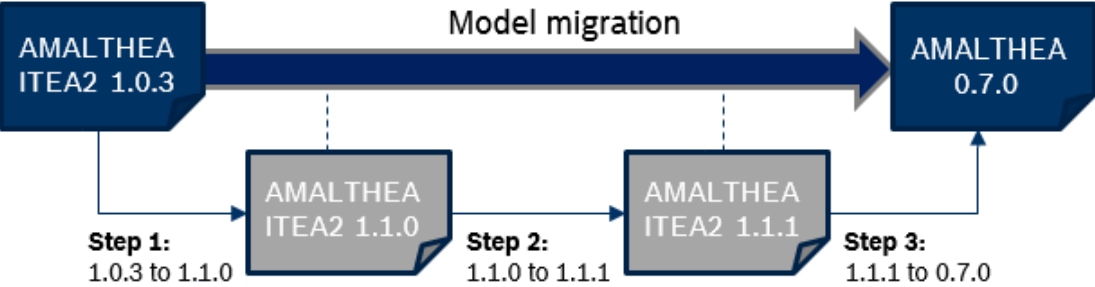 Model migration
AMALTHEA
ITEA2 1.0.3
AMALTHEA
0.7.0
AMALTHEA
ITEA2 1.1.0
AMALTHEA
ITEA2 1.1.1
Step 1:
1.0.3 to 1.1.0
Step 2:
1.1.0 to 1.1.1
Step 3:
1.1.1 to 0.7.0